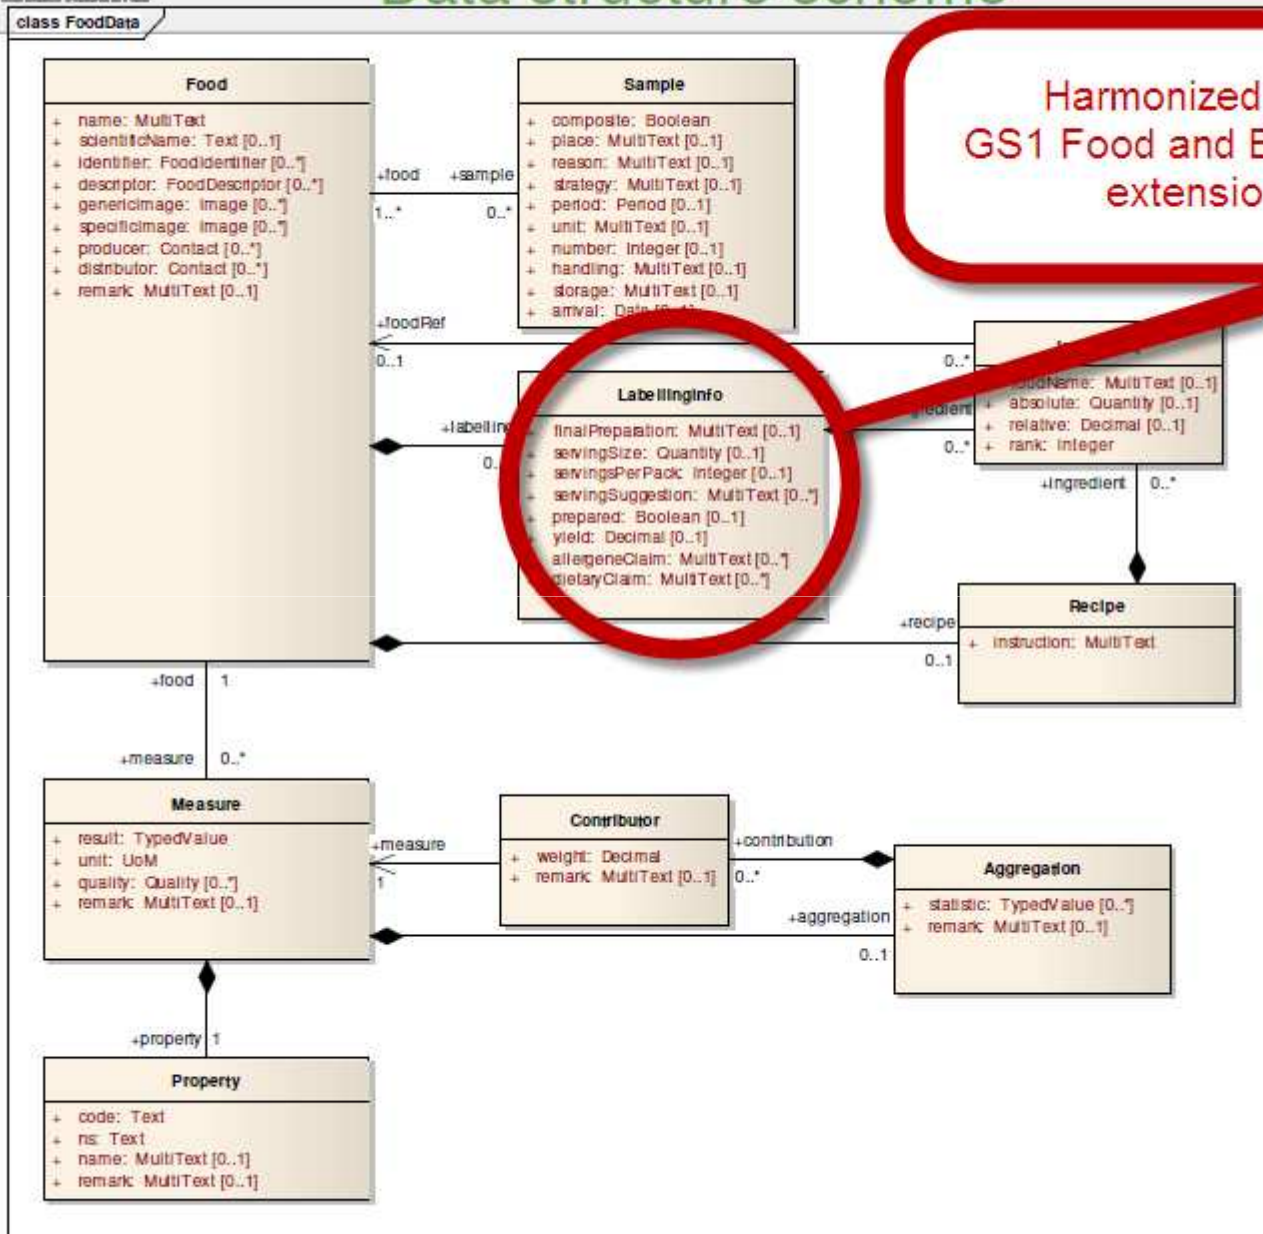 Data structure scheme
class FoodData
Harmonized
GS1 Food and B
extensio
Food
+ name: MultiText
+ scientificName: Text [0..1]
+ identifier: FoodIdentifier [0..*]
+ descriptor: FoodDescriptor [0..*]
+ genericImage: Image [0..*]
+ specificImage: Image [0..*]
+ producer: Contact [0..*]
+ distributor: Contact [0..*]
+ remark: MultiText [0..1]
+food
1..*
+sample
0..*
Sample
+ composite: Boolean
+ place: MultiText [0..1]
+ reason: MultiText [0..1]
+ strategy: MultiText [0..1]
+ period: Period [0..1]
+ unit: MultiText [0..1]
+ number: Integer [0..1]
+ handling: MultiText [0..1]
+ storage: MultiText [0..1]
+ arrival: Date [0..1]
+foodRef
0..1
0..*
+ absolute: Quantity [0..1]
+ relative: Decimal [0..1]
+ rank: Integer
0..*
+labelling
LabellingInfo
finalPreparation: MultiText [0..1]
servingSize: Quantity [0..1]
servingsPerPack: Integer [0..1]
servingSuggestion: MultiText [0..*]
prepared: Boolean [0..1]
yield: Decimal [0..1]
allergeneClaim: MultiText [0..*]
dietaryClaim: MultiText [0..*]
+ingredient
0..*
+recipe
0..1
Recipe
+ instruction: MultiText
+food 1
+measure 0..*
Measure
+ result: TypedValue
+ unit: UoM
+ quality: Quality [0..*]
+ remark: MultiText [0..1]
+measure
1
Contributor
+ weight: Decimal
+ remark: MultiText [0..1]
+contribution
0..*
+aggregation
0..1
Aggregation
+ statistic: TypedValue [0..*]
+ remark: MultiText [0..1]
+property 1
Property
+ code: Text
+ ns: Text
+ name: MultiText [0..1]
+ remark: MultiText [0..1]